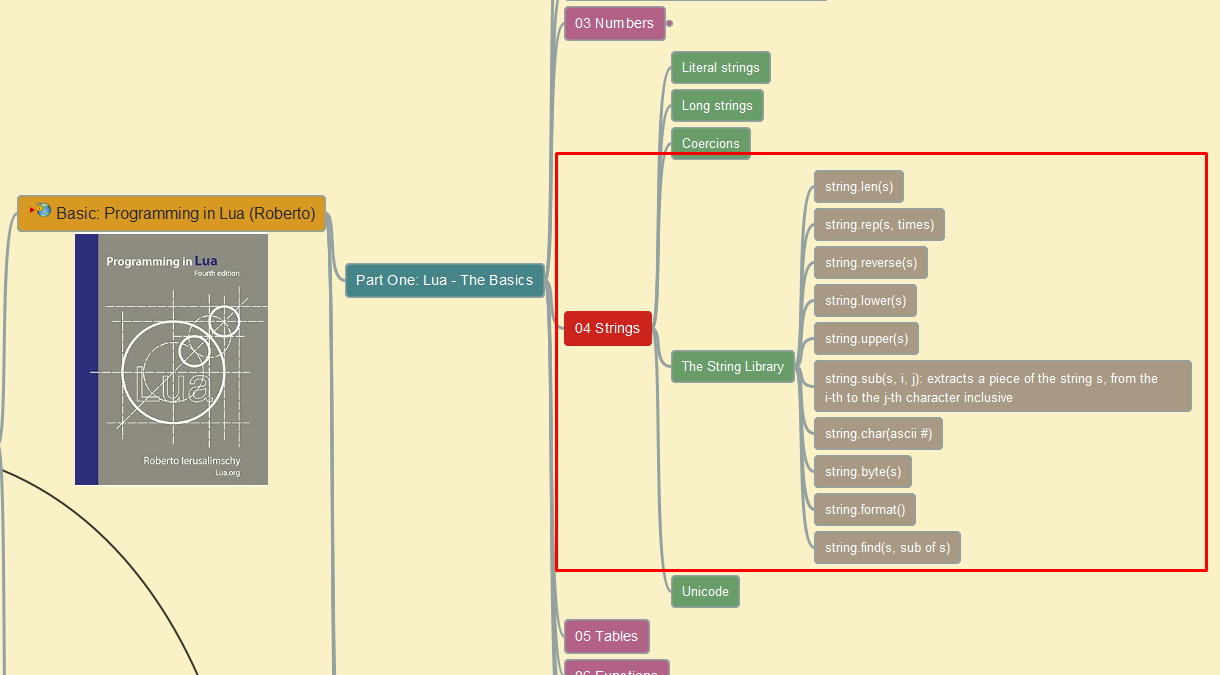 03 Numbers
Literal strings
Long strings
Coercions
Basic: Programming in Lua (Roberto)
Programming in Lua
Fourth edition
Lua
Roberto Ierusalimschy
Lua.org
Part One: Lua - The Basics
04 Strings
The String Library
string.len(s)
string.rep(s, times)
string.reverse(s)
string.lower(s)
string.upper(s)
string.sub(s, i, j): extracts a piece of the string s, from the
i-th to the j-th character inclusive
string.char(ascii #)
string.byte(s)
string.format()
string.find(s, sub of s)
Unicode
05 Tables
06 Functions